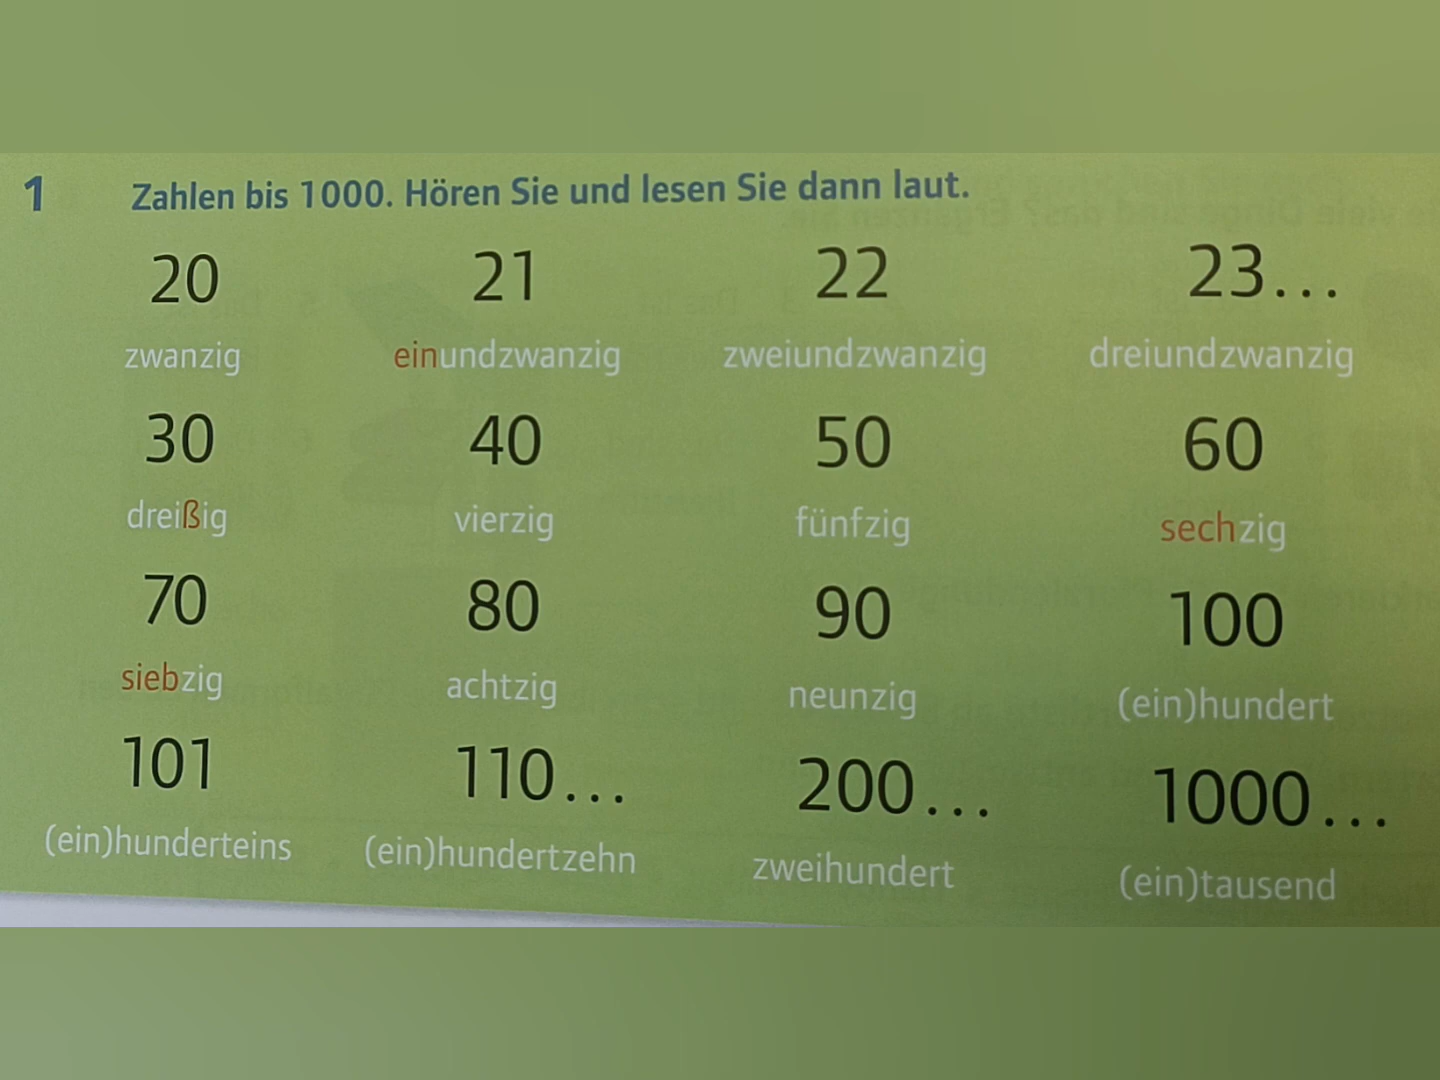 1 Zahlen bis 1000. Hören Sie und lesen Sie dann laut.
20 21 22 23...
zwanzig einundzwanzig zweiundzwanzig dreiundzwanzig
30 40 50 60
dreißig vierzig fünfzig sechzig
70 80 90 100
siebzig achtzig neunzig (ein)hundert
101 110... 200... 1000...
(ein)hunderteins (ein)hundertzehn zweihundert (ein)tausend